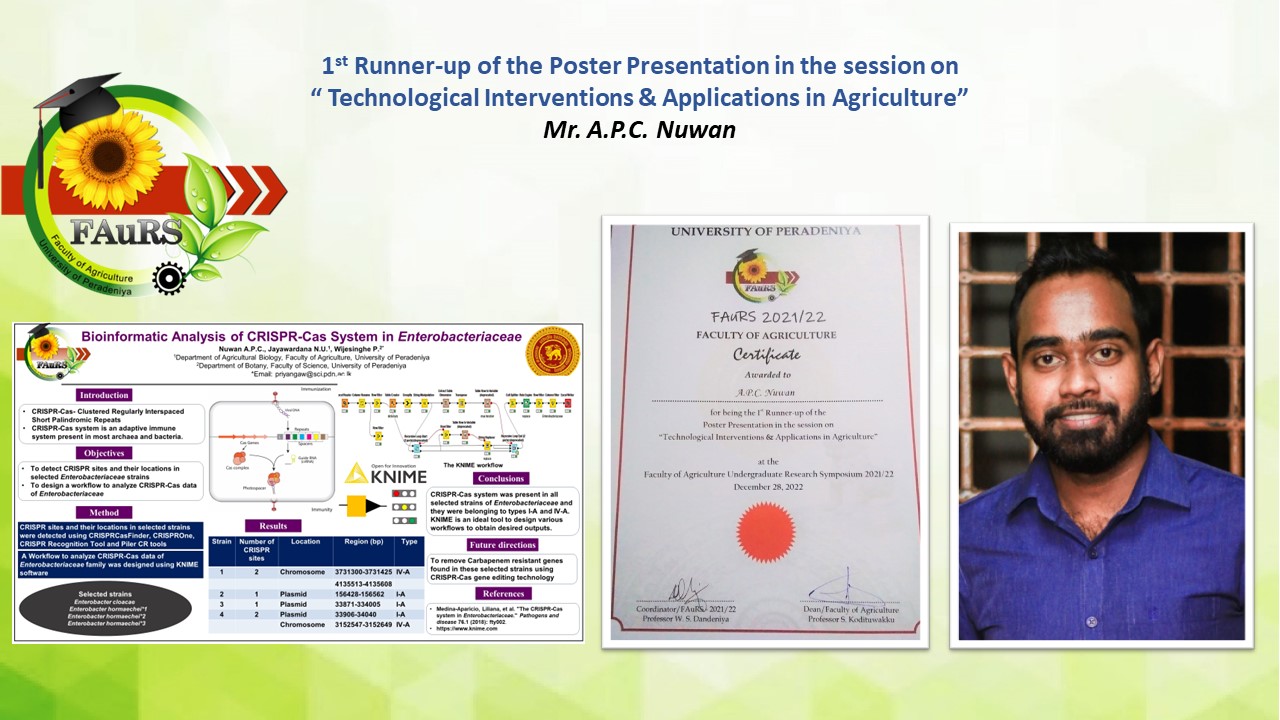 1st Runner-up of the Poster Presentation in the session on
“ Technological Interventions & Applications in Agriculture”
Mr. A.P.C. Nuwan
FAuRS
Faculty of Agriculture
University of Peradeniya
Bioinformatic Analysis of CRISPR-Cas System in Enterobacteriaceae
Nuwan A.P.C., Jayawardana N.U.¹, Wijesinghe P.²*
¹Department of Agricultural Biology, Faculty of Agriculture, University of Peradeniya
²Department of Botany, Faculty of Science, University of Peradeniya
FAuRS
Introduction
• CRISPR-Cas- Clustered Regularly Interspaced
Short Palindromic Repeats
• CRISPR-Cas system is an adaptive immune
system present in most archaea and bacteria.
Objectives
• To detect CRISPR sites and their locations in
selected Enterobacteriaceae strains
• To design a workflow to analyze CRISPR-Cas data
of Enterobacteriaceae
Method
CRISPR sites and their locations in selected strains
were detected using CRISPRCasFinder, CRISPROne,
CRISPR Recognition Tool and Piler CR tools
A Workflow to analyze CRISPR-Cas data of
Enterobacteriaceae family was designed using KNIME
software
Selected strains
Enterobacter cloacae
Enterobacter hormaechei*1
Enterobacter hormaechei*2
Enterobacter hormaechei*3
Immunization
Repeats
Cas Genes
Spacers
Cas complex
Guide RNA
Protospacer
Immunity
Open for Innovation
KNIME
The KNIME workflow
Results
Strain Number of CRISPR sites Location Region (bp) Type
1 2 Chromosome 3731300-3731425 IV-A
4135513-4135608
2 1 Plasmid 156428-156562 I-A
3 1 Plasmid 33871-334005 I-A
4 2 Plasmid 33906-34040 I-A
Chromosome 3152547-3152649 IV-A
Conclusions
CRISPR-Cas system was present in all
selected strains of Enterobacteriaceae and
they were belonging to types I-A and IV-A.
KNIME is an ideal tool to design various
workflows to obtain desired outputs.
Future directions
To remove Carbapenem resistant genes
found in these selected strains using
CRISPR-Cas gene editing technology
References
• Medina-Aparicio, Liliana, et al. "The CRISPR-Cas
system in Enterobacteriaceae." Pathogens and
disease 76.1 (2018): fty002.
• https://www.knime.com
UNIVERSITY OF PERADENIYA
FAuRS
FAuRS 2021/22
FACULTY OF AGRICULTURE
Certificate
Awarded to
A.P.C. Nuwan
for being the 1st Runner-up of the
Poster Presentation in the session on
“Technological Interventions & Applications in Agriculture”
at the
Faculty of Agriculture Undergraduate Research Symposium 2021/22
December 28, 2022
Coordinator/FAuRS 2021/22
Professor W. S. Dandeniya
Dean/Faculty of Agriculture
Professor S. Kodituwakku